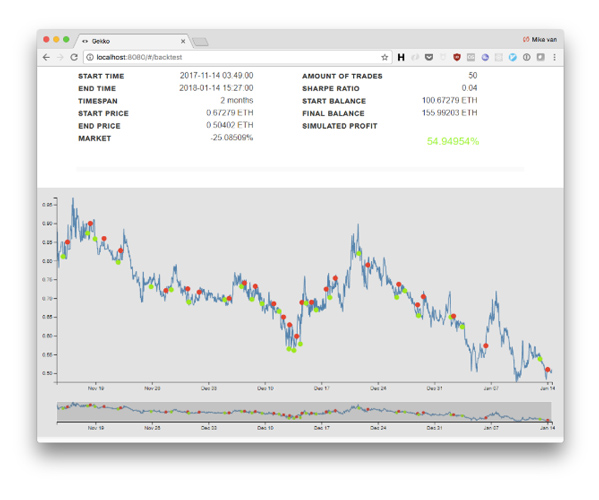 Gekko
Mike van
localhost:8080/#/backtest
START TIME 2017-11-14 03:49:00
END TIME 2018-01-14 15:27:00
TIMESPAN 2 months
START PRICE 0.67279 ETH
END PRICE 0.50402 ETH
MARKET -25.08509%
AMOUNT OF TRADES 50
SHARPE RATIO 0.04
START BALANCE 100.67279 ETH
FINAL BALANCE 155.99203 ETH
SIMULATED PROFIT
54.94954%
0.95
0.90
0.85
0.80
0.75
0.70
0.65
0.60
0.55
0.50
Nov 19 Nov 26 Dec 03 Dec 10 Dec 17 Dec 24 Dec 31 Jan 07 Jan 14
Nov 19 Nov 26 Dec 03 Dec 10 Dec 17 Dec 24 Dec 31 Jan 07 Jan 14